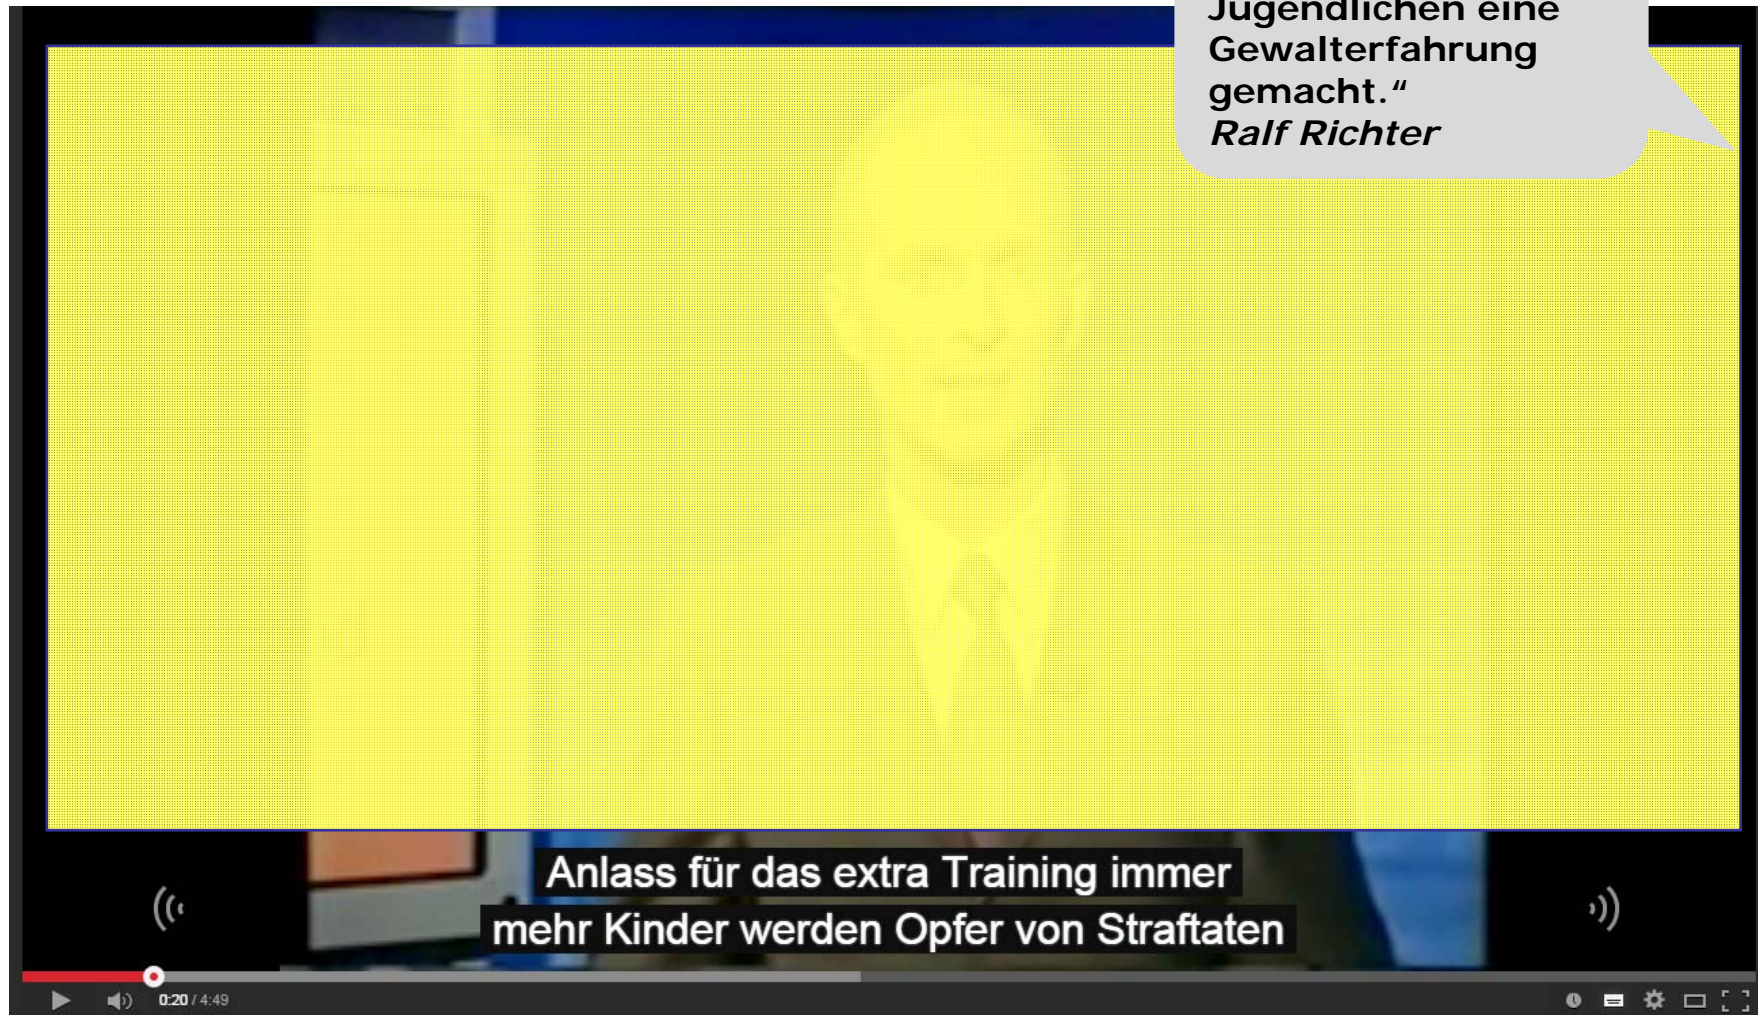 Jugendlichen eine
Gewalterfahrung
gemacht.“
Ralf Richter
Anlass für das extra Training immer
mehr Kinder werden Opfer von Straftaten
0:20 / 4:49